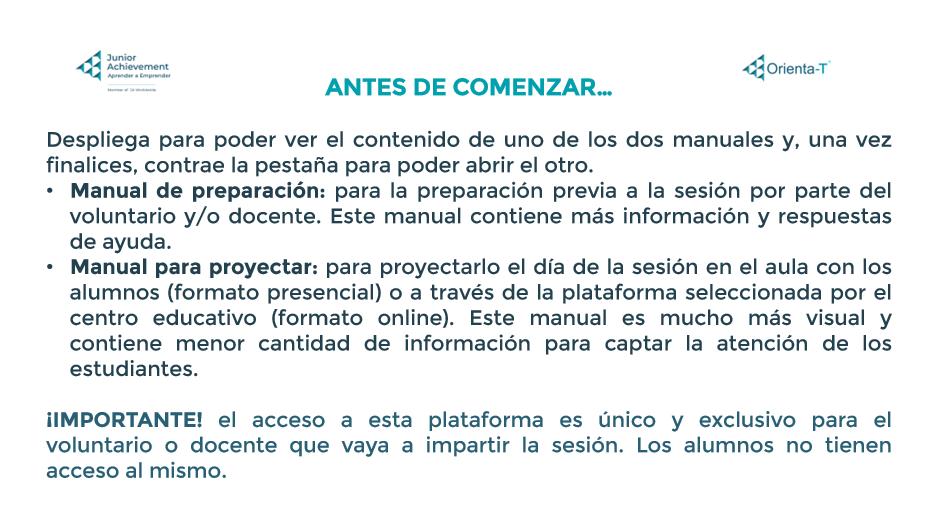 Junior
Achievement
Aprender a Emprender
Member of JA Worldwide
Orienta-T
ANTES DE COMENZAR...
Despliega para poder ver el contenido de uno de los dos manuales y, una vez
finalices, contrae la pestaña para poder abrir el otro.
• Manual de preparación: para la preparación previa a la sesión por parte del
voluntario y/o docente. Este manual contiene más información y respuestas
de ayuda.
• Manual para proyectar: para proyectarlo el día de la sesión en el aula con los
alumnos (formato presencial) o a través de la plataforma seleccionada por el
centro educativo (formato online). Este manual es mucho más visual y
contiene menor cantidad de información para captar la atención de los
estudiantes.
¡IMPORTANTE! el acceso a esta plataforma es único y exclusivo para el
voluntario o docente que vaya a impartir la sesión. Los alumnos no tienen
acceso al mismo.